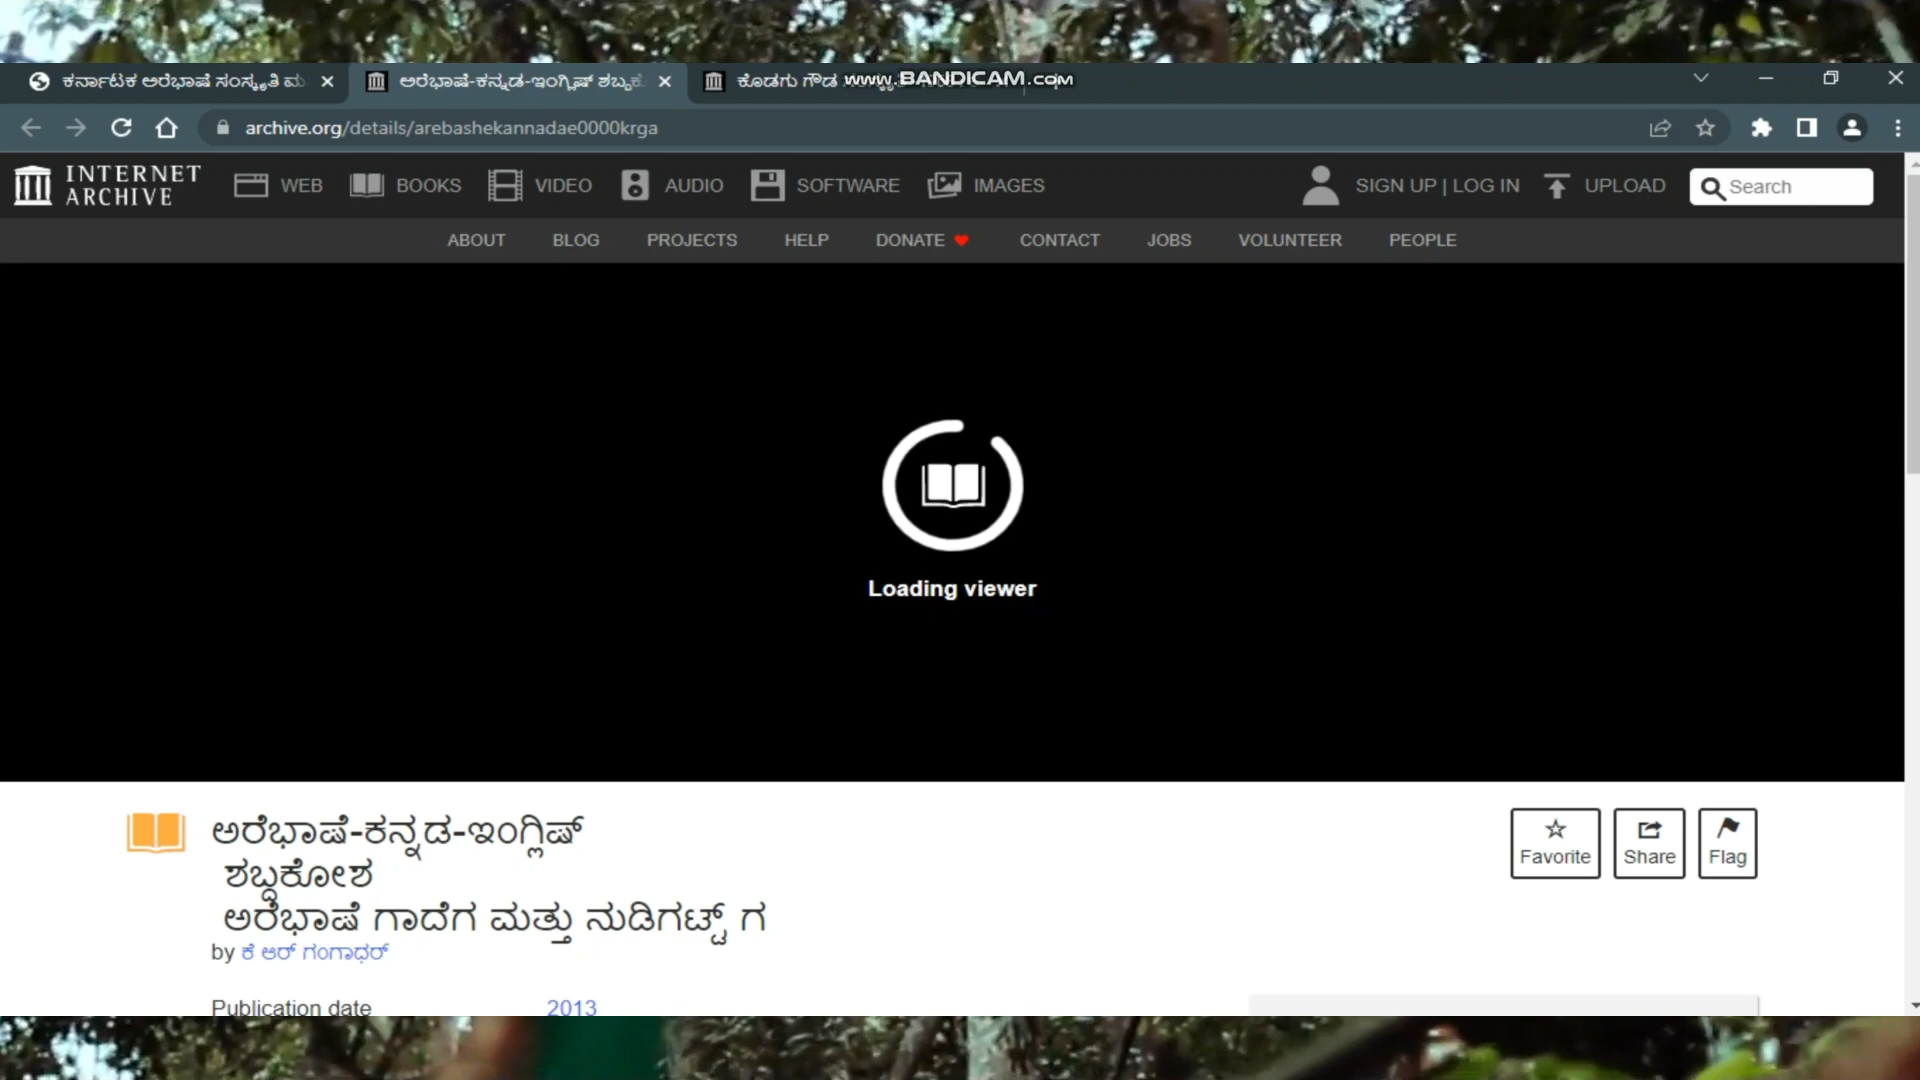 ಕರ್ನಾಟಕ ಅರೆಭಾಷೆ ಸಂಸ್ಕೃತಿ ಮ
ಅರೆಭಾಷೆ-ಕನ್ನಡ-ಇಂಗ್ಲಿಷ್ ಶಬ್ದಕೋ
ಕೊಡಗು ಗೌಡ
www.BANDICAM.com
archive.org/details/arebashekannadae0000krga
INTERNET ARCHIVE
WEB BOOKS VIDEO AUDIO SOFTWARE IMAGES SIGN UP | LOG IN UPLOAD Search
ABOUT BLOG PROJECTS HELP DONATE CONTACT JOBS VOLUNTEER PEOPLE
Loading viewer
ಅರೆಭಾಷೆ-ಕನ್ನಡ-ಇಂಗ್ಲಿಷ್
ಶಬ್ದಕೋಶ
ಅರೆಭಾಷೆ ಗಾದೆಗ ಮತ್ತು ನುಡಿಗಟ್ಟ್ ಗ
by ಕೆ ಆರ್ ಗಂಗಾಧರ್
Favorite Share Flag
Publication date 2013